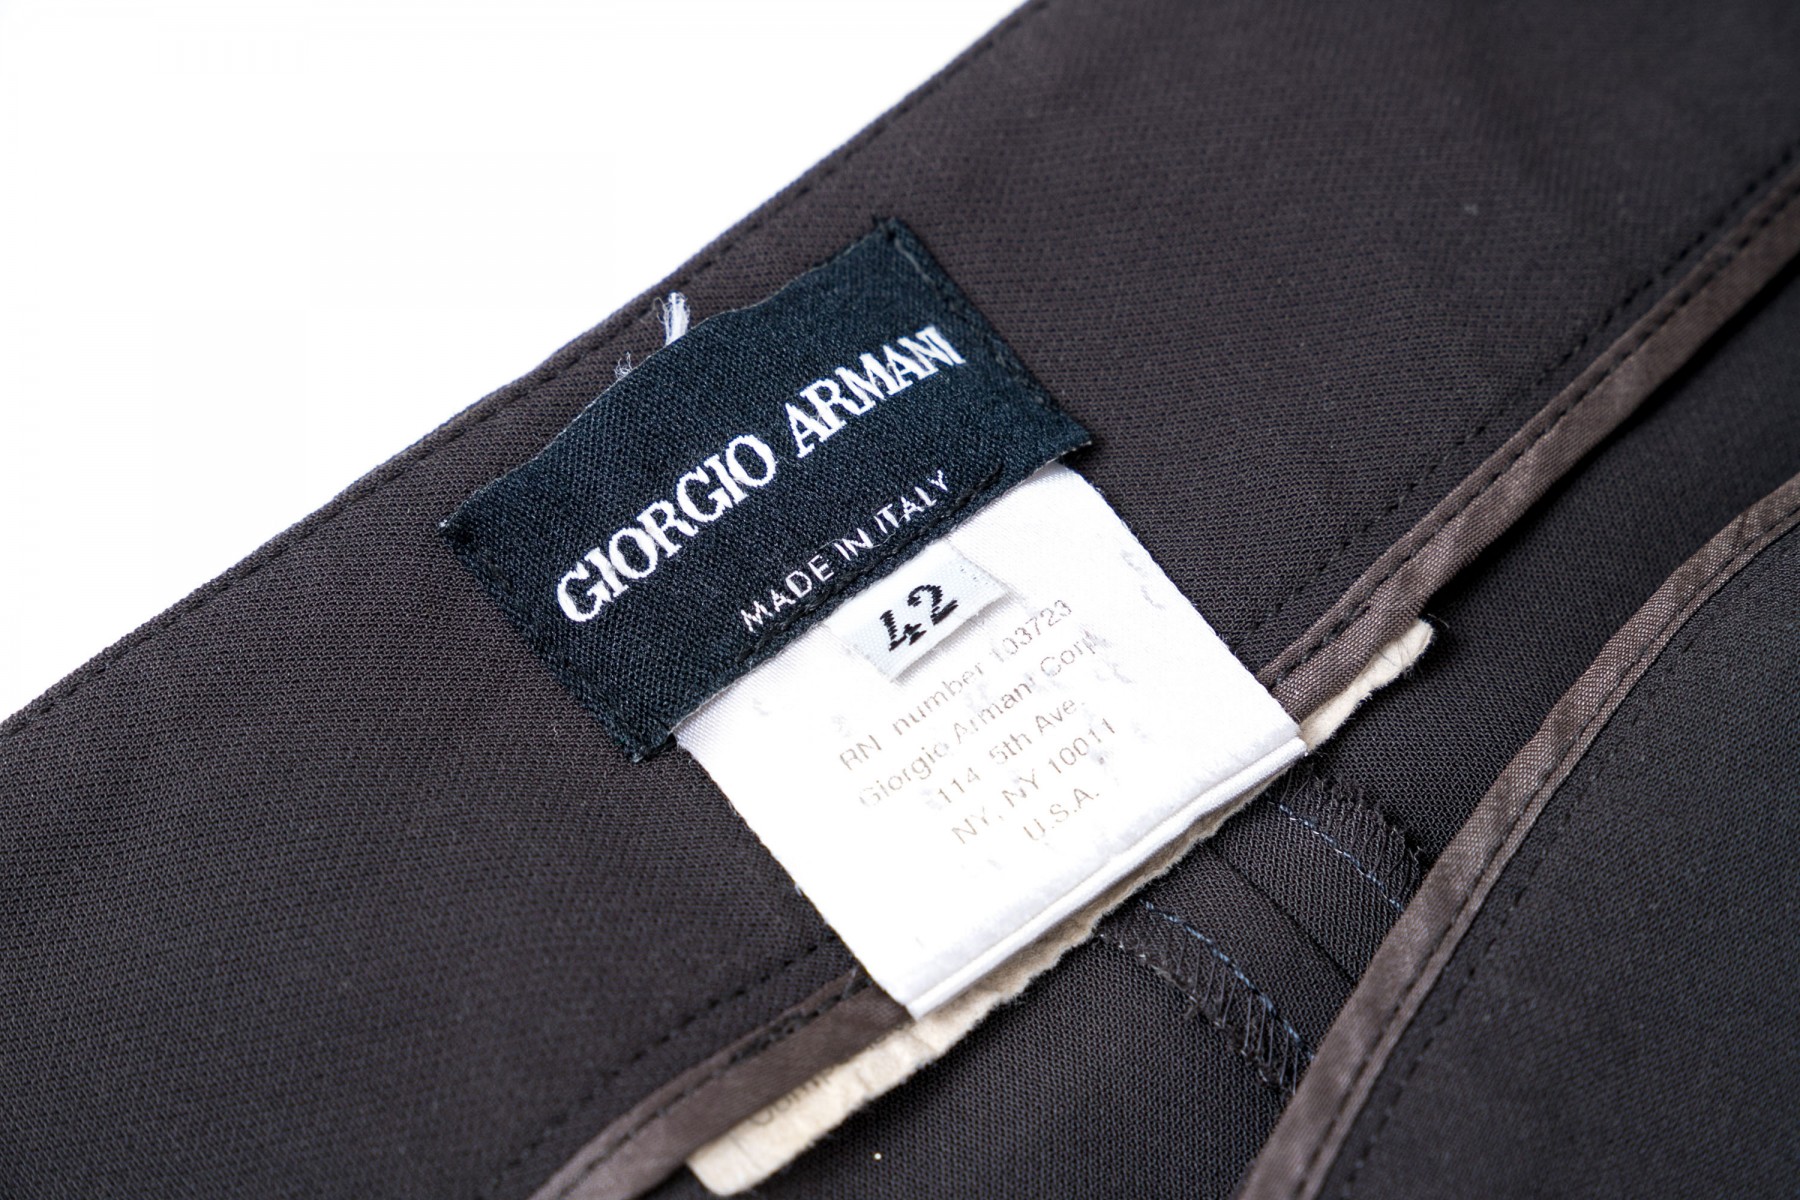 GIORGIO ARMANI
MADE IN ITALY
42
RN number 103723
Giorgio Armani Corp.
114 5th Ave.
NY, NY 10011
U.S.A.